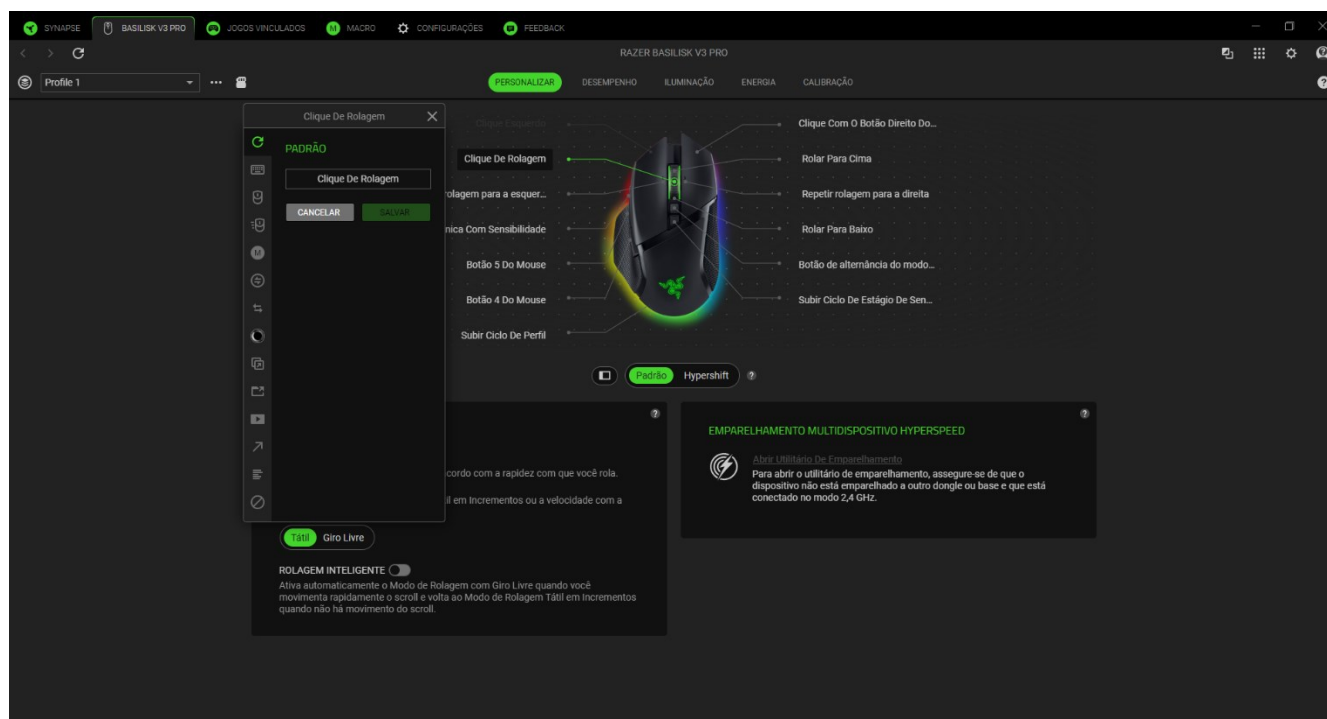 SYNAPSE
BASILISK V3 PRO
JOGOS VINCULADOS
MACRO
CONFIGURAÇÕES
FEEDBACK
RAZER BASILISK V3 PRO
Profile 1
PERSONALIZAR
DESEMPENHO
ILUMINAÇÃO
ENERGIA
CALIBRAÇÃO
Clique De Rolagem
PADRÃO
Clique De Rolagem
CANCELAR
SALVAR
Clique Esquerdo
Clique De Rolagem
rolagem para a esquer...
nica Com Sensibilidade
Botão 5 Do Mouse
Botão 4 Do Mouse
Subir Ciclo De Perfil
Clique Com O Botão Direito Do...
Rolar Para Cima
Repetir rolagem para a direita
Rolar Para Baixo
Botão de alternância do modo...
Subir Ciclo De Estágio De Sen...
Padrão
Hypershift
?
?
cordo com a rapidez com que você rola.
il em Incrementos ou a velocidade com a
Tátil
Giro Livre
ROLAGEM INTELIGENTE
Ativa automaticamente o Modo de Rolagem com Giro Livre quando você
movimenta rapidamente o scroll e volta ao Modo de Rolagem Tátil em Incrementos
quando não há movimento do scroll.
?
EMPARELHAMENTO MULTIDISPOSITIVO HYPERSPEED
Abrir Utilitário De Emparelhamento
Para abrir o utilitário de emparelhamento, assegure-se de que o
dispositivo não está emparelhado a outro dongle ou base e que está
conectado no modo 2,4 GHz.